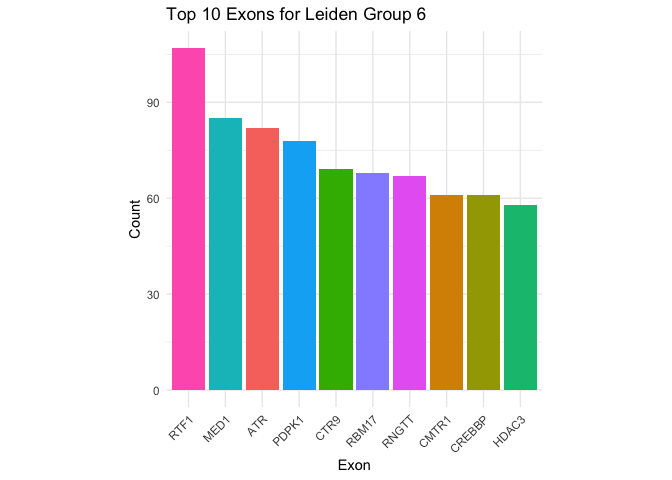 Top 10 Exons for Leiden Group 6
Count
90
60
30
0
RTF1
MED1
ATR
PDPK1
CTR9
RBM17
RNGTT
CMTR1
CREBBP
HDAC3
Exon